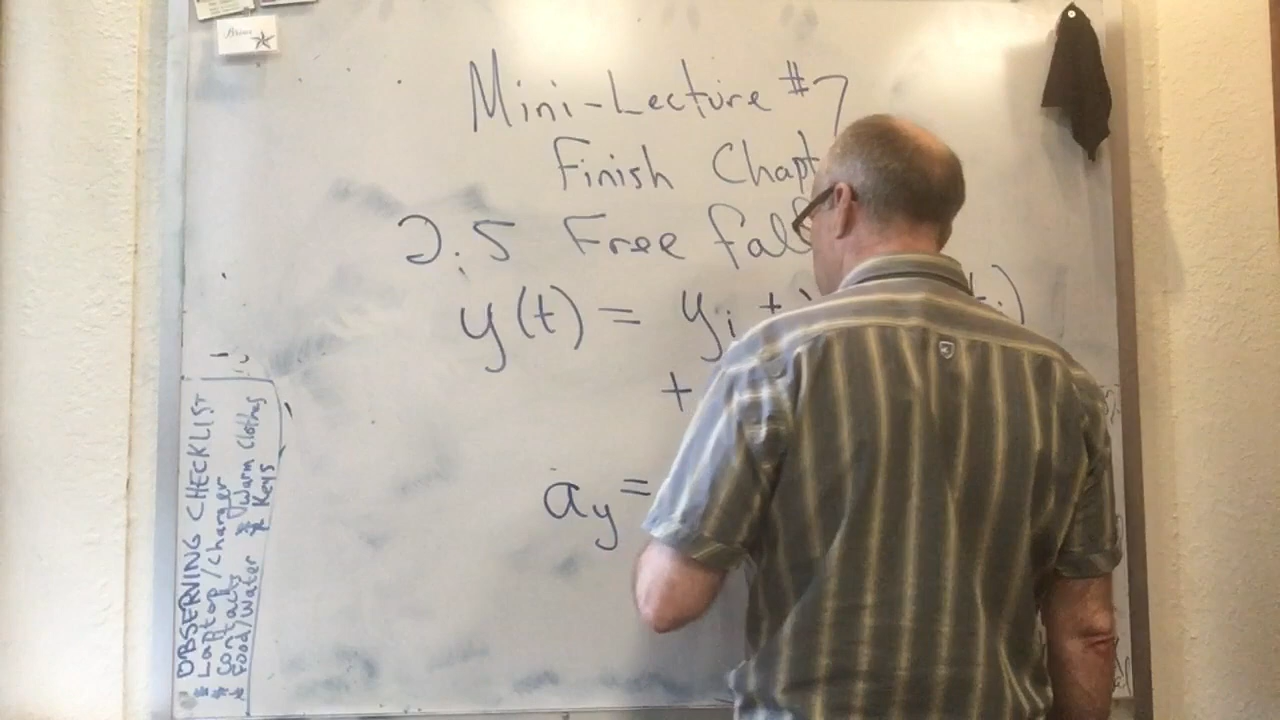 Mini-Lecture #7
Finish Chapt
2.5 Free fall
y(t) = yi +
+
ay =
OBSERVING CHECKLIST
* Laptop/charger
* Contacts
* Food/Water * Warm Clothes
* Keys